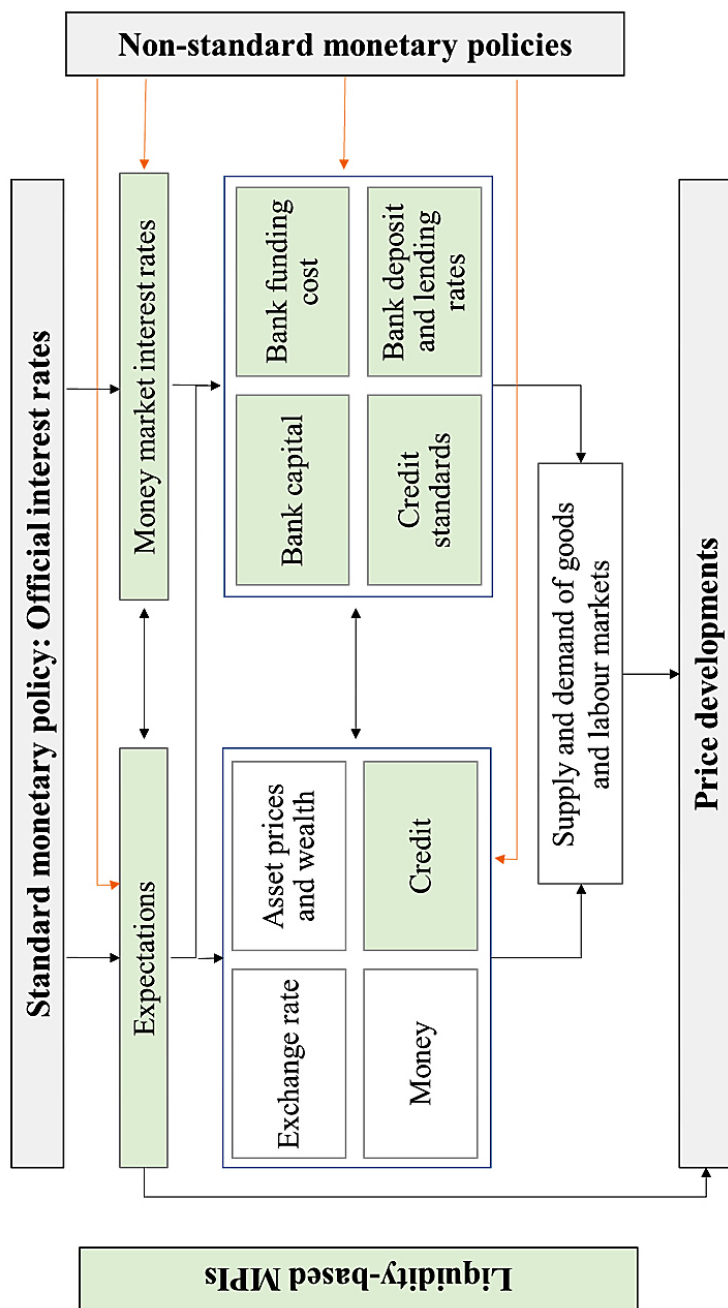 Non-standard monetary policies
Standard monetary policy: Official interest rates
Expectations
Money market interest rates
Exchange rate
Asset prices
and wealth
Money
Credit
Bank capital
Bank funding
cost
Credit
standards
Bank deposit
and lending
rates
Supply and demand of goods
and labour markets
Price developments
Liquidity-based MPIs